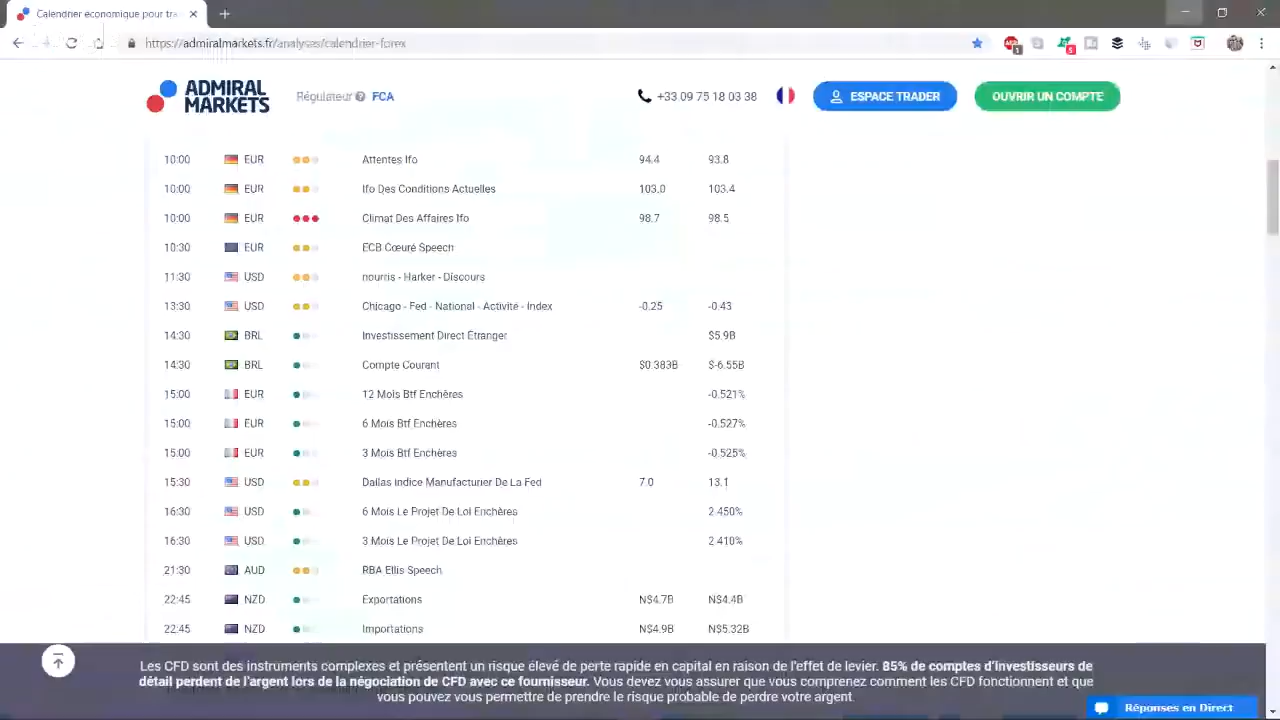 Calendrier économique pour tra
https://admiralmarkets.fr/analyses/calendrier-forex
ADMIRAL MARKETS
Régulateur ? FCA
+33 09 75 18 03 38
ESPACE TRADER
OUVRIR UN COMPTE
10:00 EUR Attentes Ifo 94.4 93.8
10:00 EUR Ifo Des Conditions Actuelles 103.0 103.4
10:00 EUR Climat Des Affaires Ifo 98.7 98.5
10:30 EUR ECB Cœuré Speech
11:30 USD nourris - Harker - Discours
13:30 USD Chicago - Fed - National - Activité - Index -0.25 -0.43
14:30 BRL Investissement Direct Étranger $5.9B
14:30 BRL Compte Courant $0.383B $-6.55B
15:00 EUR 12 Mois Btf Enchères -0.521%
15:00 EUR 6 Mois Btf Enchères -0.527%
15:00 EUR 3 Mois Btf Enchères -0.525%
15:30 USD Dallas indice Manufacturier De La Fed 7.0 13.1
16:30 USD 6 Mois Le Projet De Loi Enchères 2.450%
16:30 USD 3 Mois Le Projet De Loi Enchères 2.410%
21:30 AUD RBA Ellis Speech
22:45 NZD Exportations N$4.7B N$4.4B
22:45 NZD Importations N$4.9B N$5.32B
Les CFD sont des instruments complexes et présentent un risque élevé de perte rapide en capital en raison de l'effet de levier. 85% de comptes d'investisseurs de
détail perdent de l'argent lors de la négociation de CFD avec ce fournisseur. Vous devez vous assurer que vous comprenez comment les CFD fonctionnent et que
vous pouvez vous permettre de prendre le risque probable de perdre votre argent.
Réponses en Direct